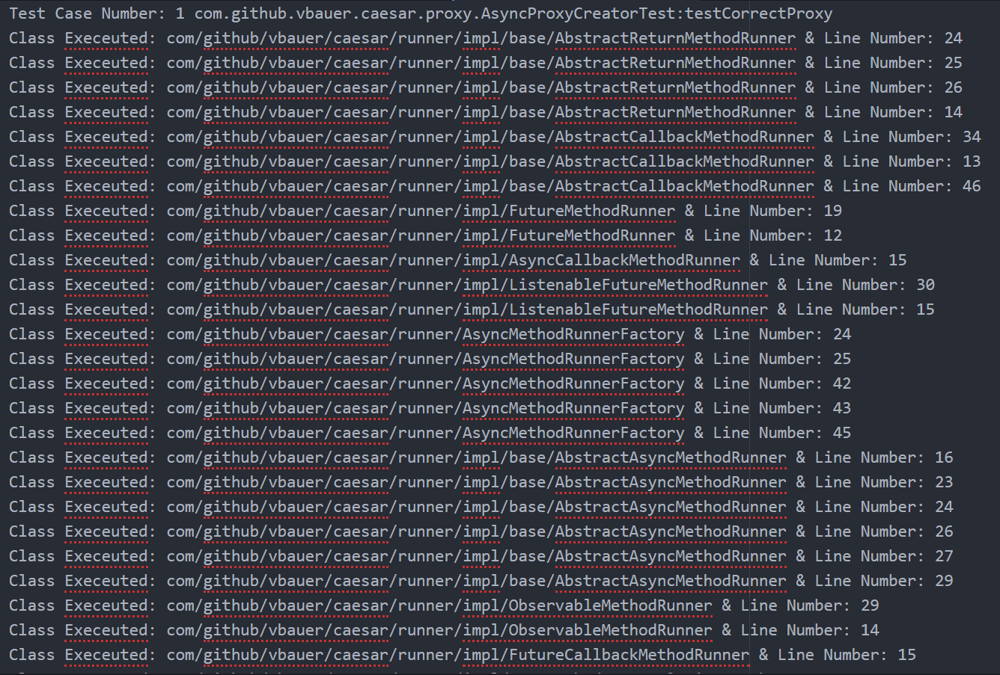 Test Case Number: 1 com.github.vbauer.caesar.proxy.AsyncProxyCreatorTest:testCorrectProxy
Class Execeuted: com/github/vbauer/caesar/runner/impl/base/AbstractReturnMethodRunner & Line Number: 24
Class Execeuted: com/github/vbauer/caesar/runner/impl/base/AbstractReturnMethodRunner & Line Number: 25
Class Execeuted: com/github/vbauer/caesar/runner/impl/base/AbstractReturnMethodRunner & Line Number: 26
Class Execeuted: com/github/vbauer/caesar/runner/impl/base/AbstractReturnMethodRunner & Line Number: 14
Class Execeuted: com/github/vbauer/caesar/runner/impl/base/AbstractCallbackMethodRunner & Line Number: 34
Class Execeuted: com/github/vbauer/caesar/runner/impl/base/AbstractCallbackMethodRunner & Line Number: 13
Class Execeuted: com/github/vbauer/caesar/runner/impl/base/AbstractCallbackMethodRunner & Line Number: 46
Class Execeuted: com/github/vbauer/caesar/runner/impl/FutureMethodRunner & Line Number: 19
Class Execeuted: com/github/vbauer/caesar/runner/impl/FutureMethodRunner & Line Number: 12
Class Execeuted: com/github/vbauer/caesar/runner/impl/AsyncCallbackMethodRunner & Line Number: 15
Class Execeuted: com/github/vbauer/caesar/runner/impl/ListenableFutureMethodRunner & Line Number: 30
Class Execeuted: com/github/vbauer/caesar/runner/impl/ListenableFutureMethodRunner & Line Number: 15
Class Execeuted: com/github/vbauer/caesar/runner/AsyncMethodRunnerFactory & Line Number: 24
Class Execeuted: com/github/vbauer/caesar/runner/AsyncMethodRunnerFactory & Line Number: 25
Class Execeuted: com/github/vbauer/caesar/runner/AsyncMethodRunnerFactory & Line Number: 42
Class Execeuted: com/github/vbauer/caesar/runner/AsyncMethodRunnerFactory & Line Number: 43
Class Execeuted: com/github/vbauer/caesar/runner/AsyncMethodRunnerFactory & Line Number: 45
Class Execeuted: com/github/vbauer/caesar/runner/impl/base/AbstractAsyncMethodRunner & Line Number: 16
Class Execeuted: com/github/vbauer/caesar/runner/impl/base/AbstractAsyncMethodRunner & Line Number: 23
Class Execeuted: com/github/vbauer/caesar/runner/impl/base/AbstractAsyncMethodRunner & Line Number: 24
Class Execeuted: com/github/vbauer/caesar/runner/impl/base/AbstractAsyncMethodRunner & Line Number: 26
Class Execeuted: com/github/vbauer/caesar/runner/impl/base/AbstractAsyncMethodRunner & Line Number: 27
Class Execeuted: com/github/vbauer/caesar/runner/impl/base/AbstractAsyncMethodRunner & Line Number: 29
Class Execeuted: com/github/vbauer/caesar/runner/impl/ObservableMethodRunner & Line Number: 29
Class Execeuted: com/github/vbauer/caesar/runner/impl/ObservableMethodRunner & Line Number: 14
Class Execeuted: com/github/vbauer/caesar/runner/impl/FutureCallbackMethodRunner & Line Number: 15